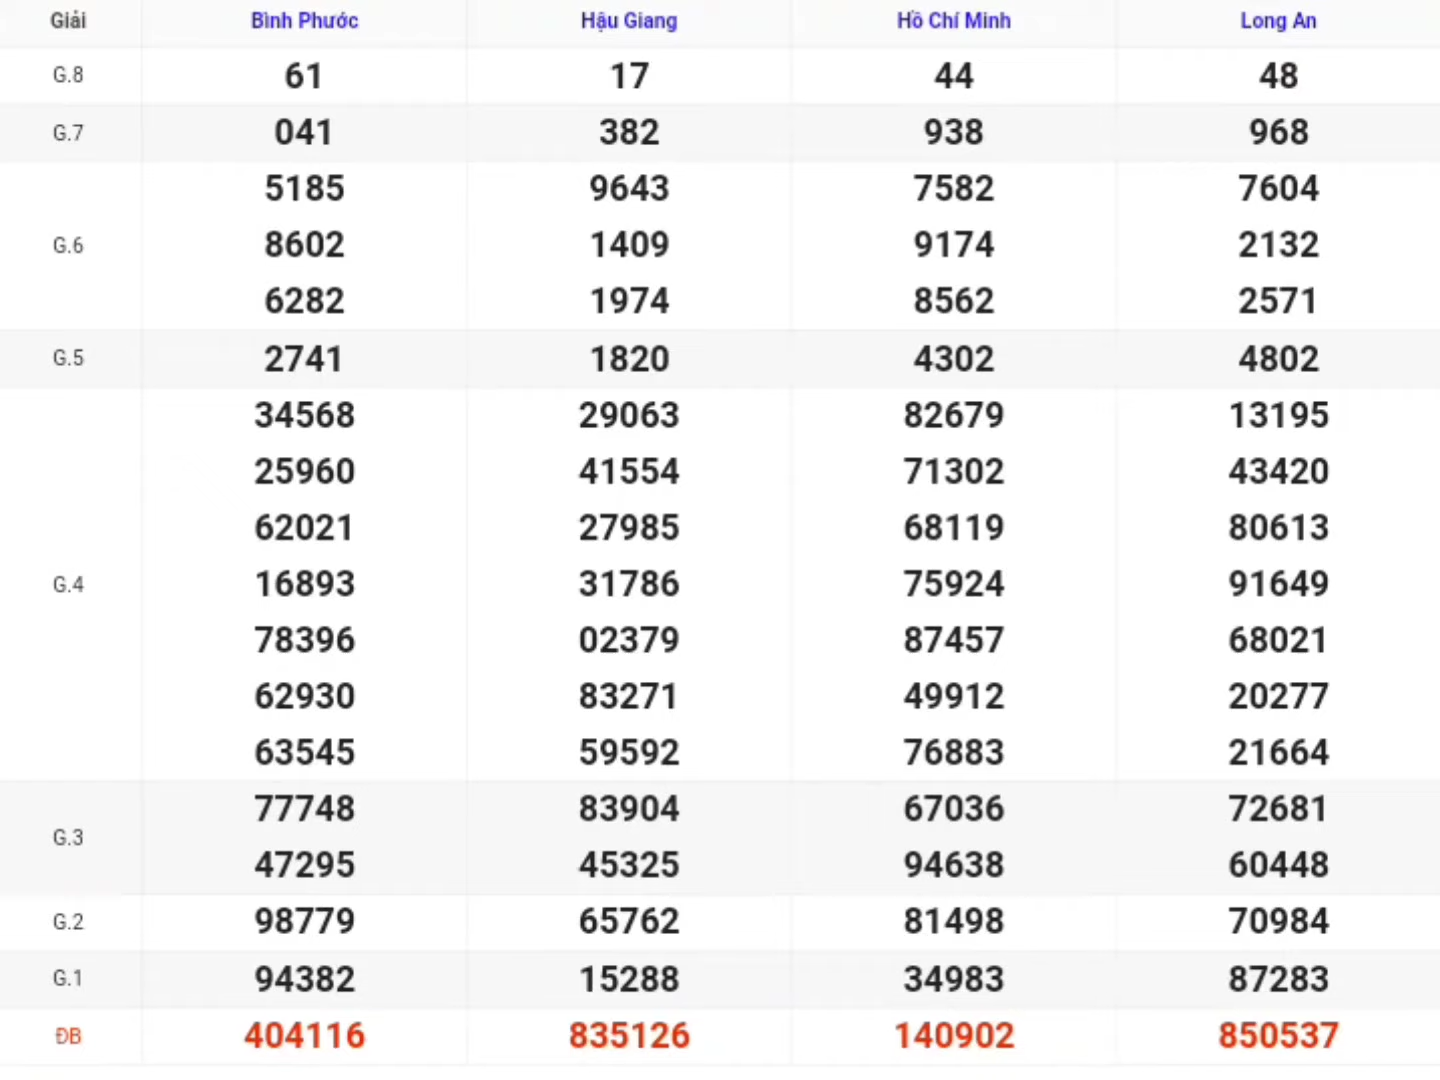 Giải Bình Phước Hậu Giang Hồ Chí Minh Long An
G.8 61 17 44 48
G.7 041 382 938 968
5185 9643 7582 7604
G.6 8602 1409 9174 2132
6282 1974 8562 2571
G.5 2741 1820 4302 4802
34568 29063 82679 13195
25960 41554 71302 43420
62021 27985 68119 80613
G.4 16893 31786 75924 91649
78396 02379 87457 68021
62930 83271 49912 20277
63545 59592 76883 21664
G.3 77748 83904 67036 72681
47295 45325 94638 60448
G.2 98779 65762 81498 70984
G.1 94382 15288 34983 87283
ĐB 404116 835126 140902 850537